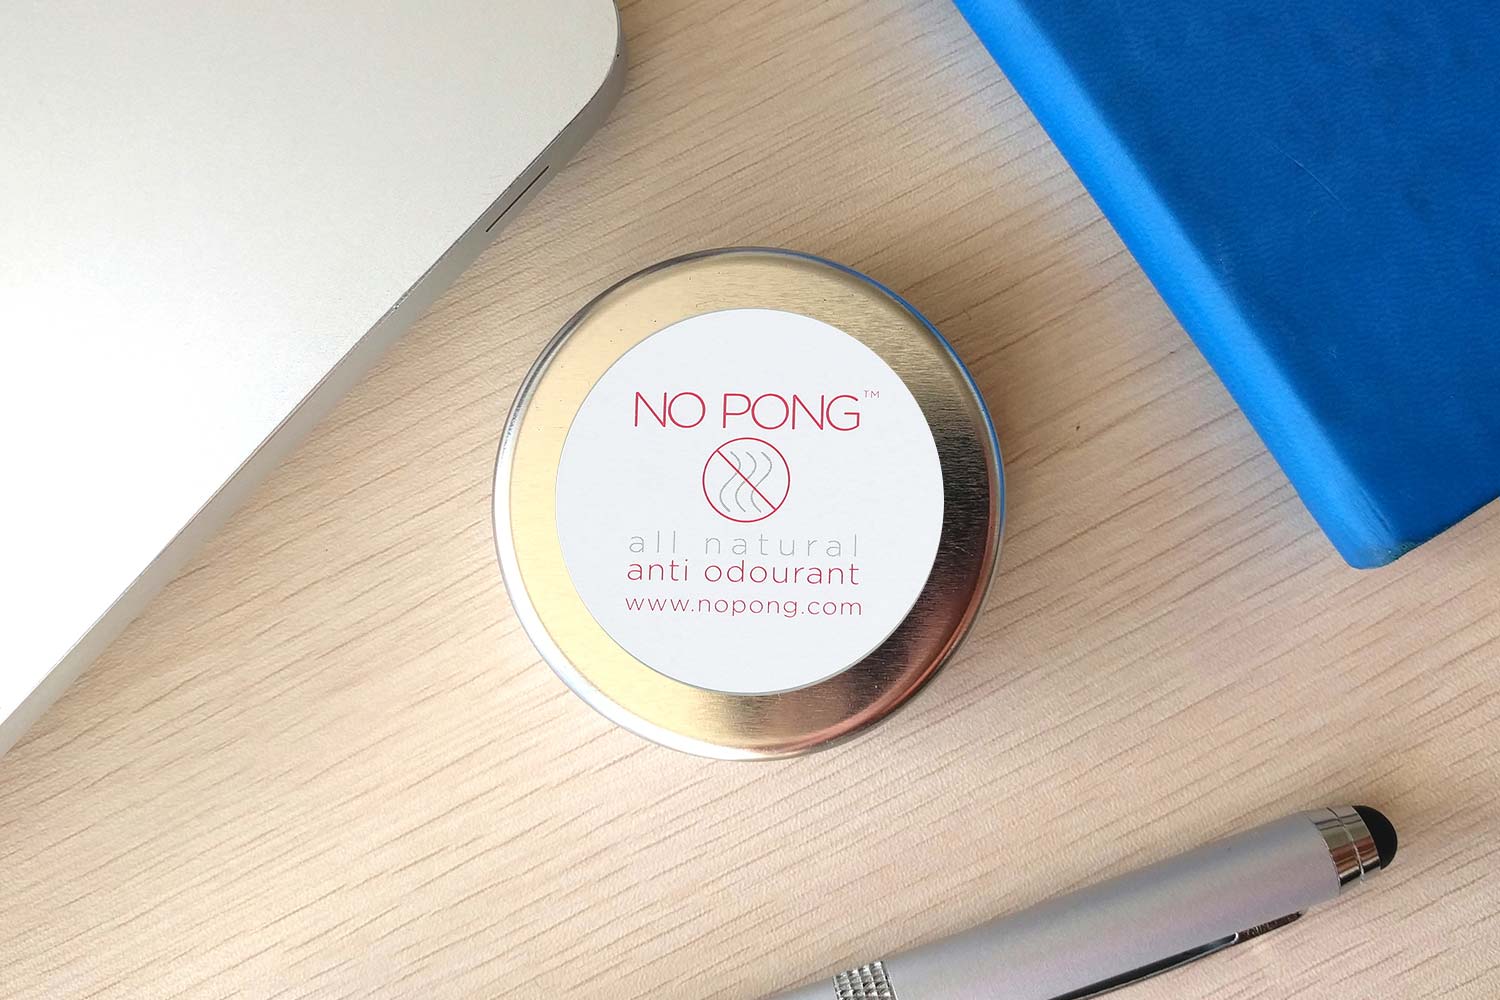 NO PONG™
all natural
anti odourant
www.nopong.com